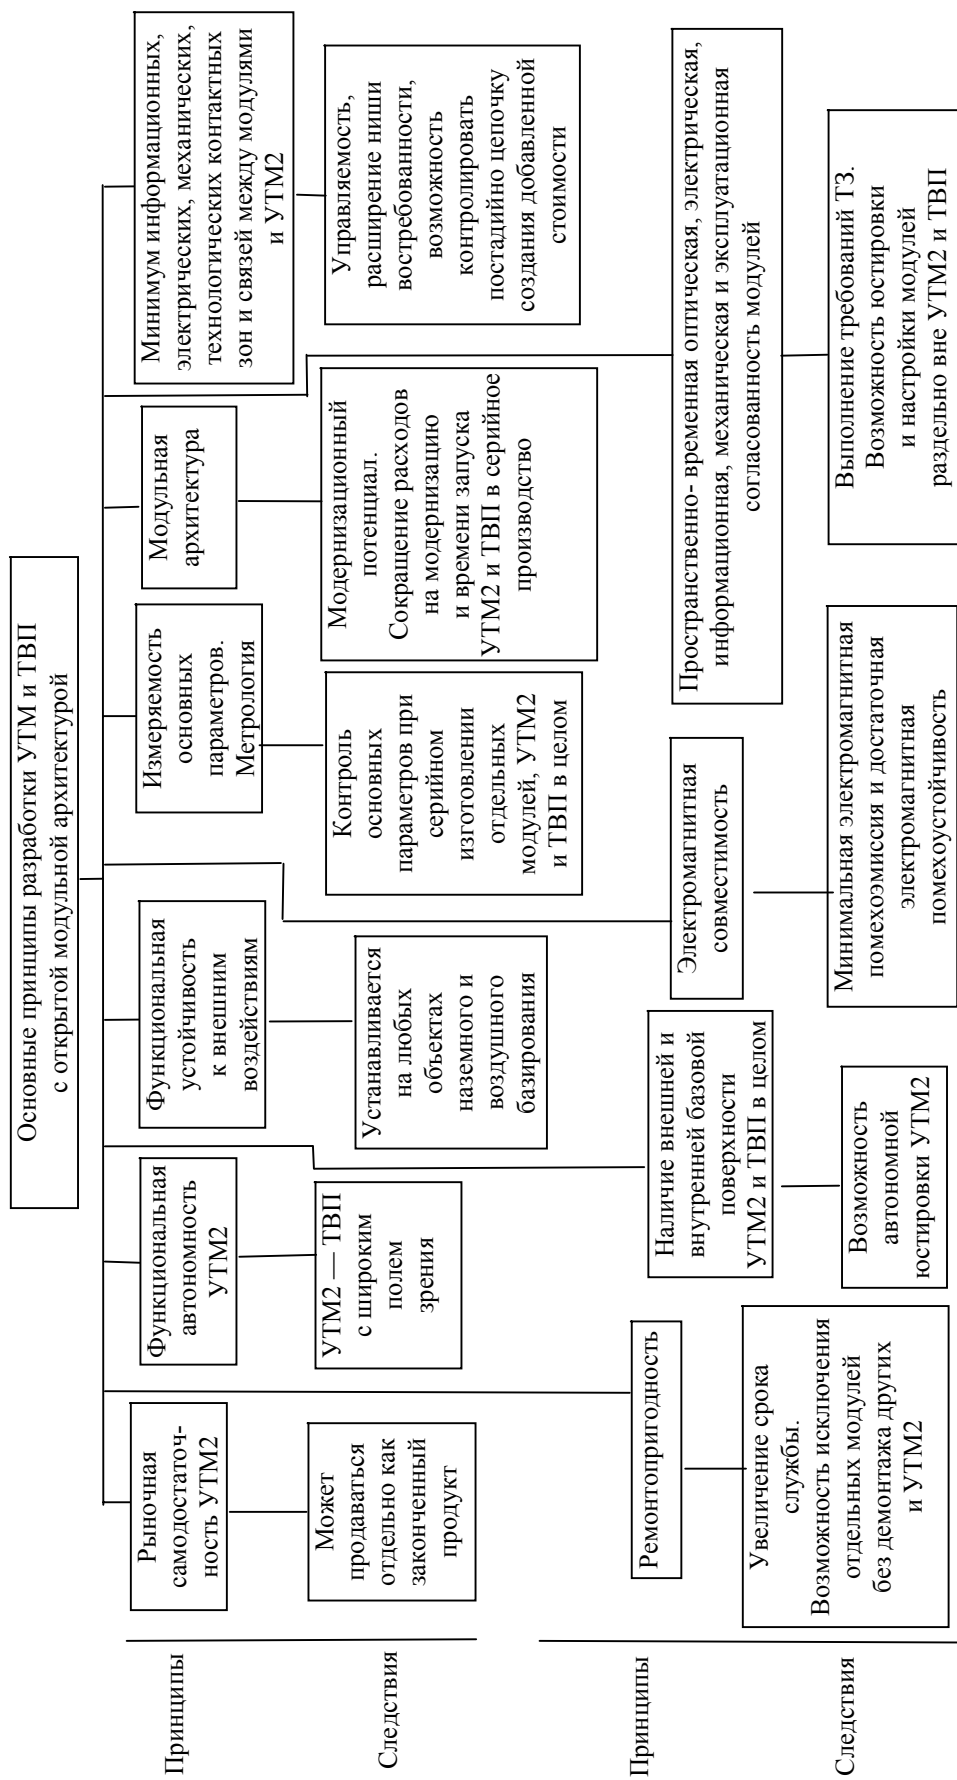 Основные принципы разработки УТМ и ТВП
с открытой модульной архитектурой
Принципы
Рыночная
самодостаточ-
ность УТМ2
Функциональная
автономность
УТМ2
Функциональная
устойчивость
к внешним
воздействиям
Измеряемость
основных
параметров.
Метрология
Модульная
архитектура
Минимум информационных,
электрических, механических,
технологических контактных
зон и связей между модулями
и УТМ2
Следствия
Может
продаваться
отдельно как
законченный
продукт
УТМ2 — ТВП
с широким
полем
зрения
Устанавливается
на любых
объектах
наземного и
воздушного
базирования
Контроль
основных
параметров при
серийном
изготовлении
отдельных
модулей, УТМ2
и ТВП в целом
Модернизационный
потенциал.
Сокращение расходов
на модернизацию
и времени запуска
УТМ2 и ТВП в серийное
производство
Управляемость,
расширение ниши
востребованности,
возможность
контролировать
постадийно цепочку
создания добавленной
стоимости
Принципы
Ремонтопригодность
Наличие внешней и
внутренней базовой
поверхности
УТМ2 и ТВП в целом
Электромагнитная
совместимость
Пространственно- временная оптическая, электрическая,
информационная, механическая и эксплуатационная
согласованность модулей
Следствия
Увеличение срока
службы.
Возможность исключения
отдельных модулей
без демонтажа других
и УТМ2
Возможность
автономной
юстировки УТМ2
Минимальная электромагнитная
помехоэмиссия и достаточная
электромагнитная
помехоустойчивость
Выполнение требований ТЗ.
Возможность юстировки
и настройки модулей
раздельно вне УТМ2 и ТВП